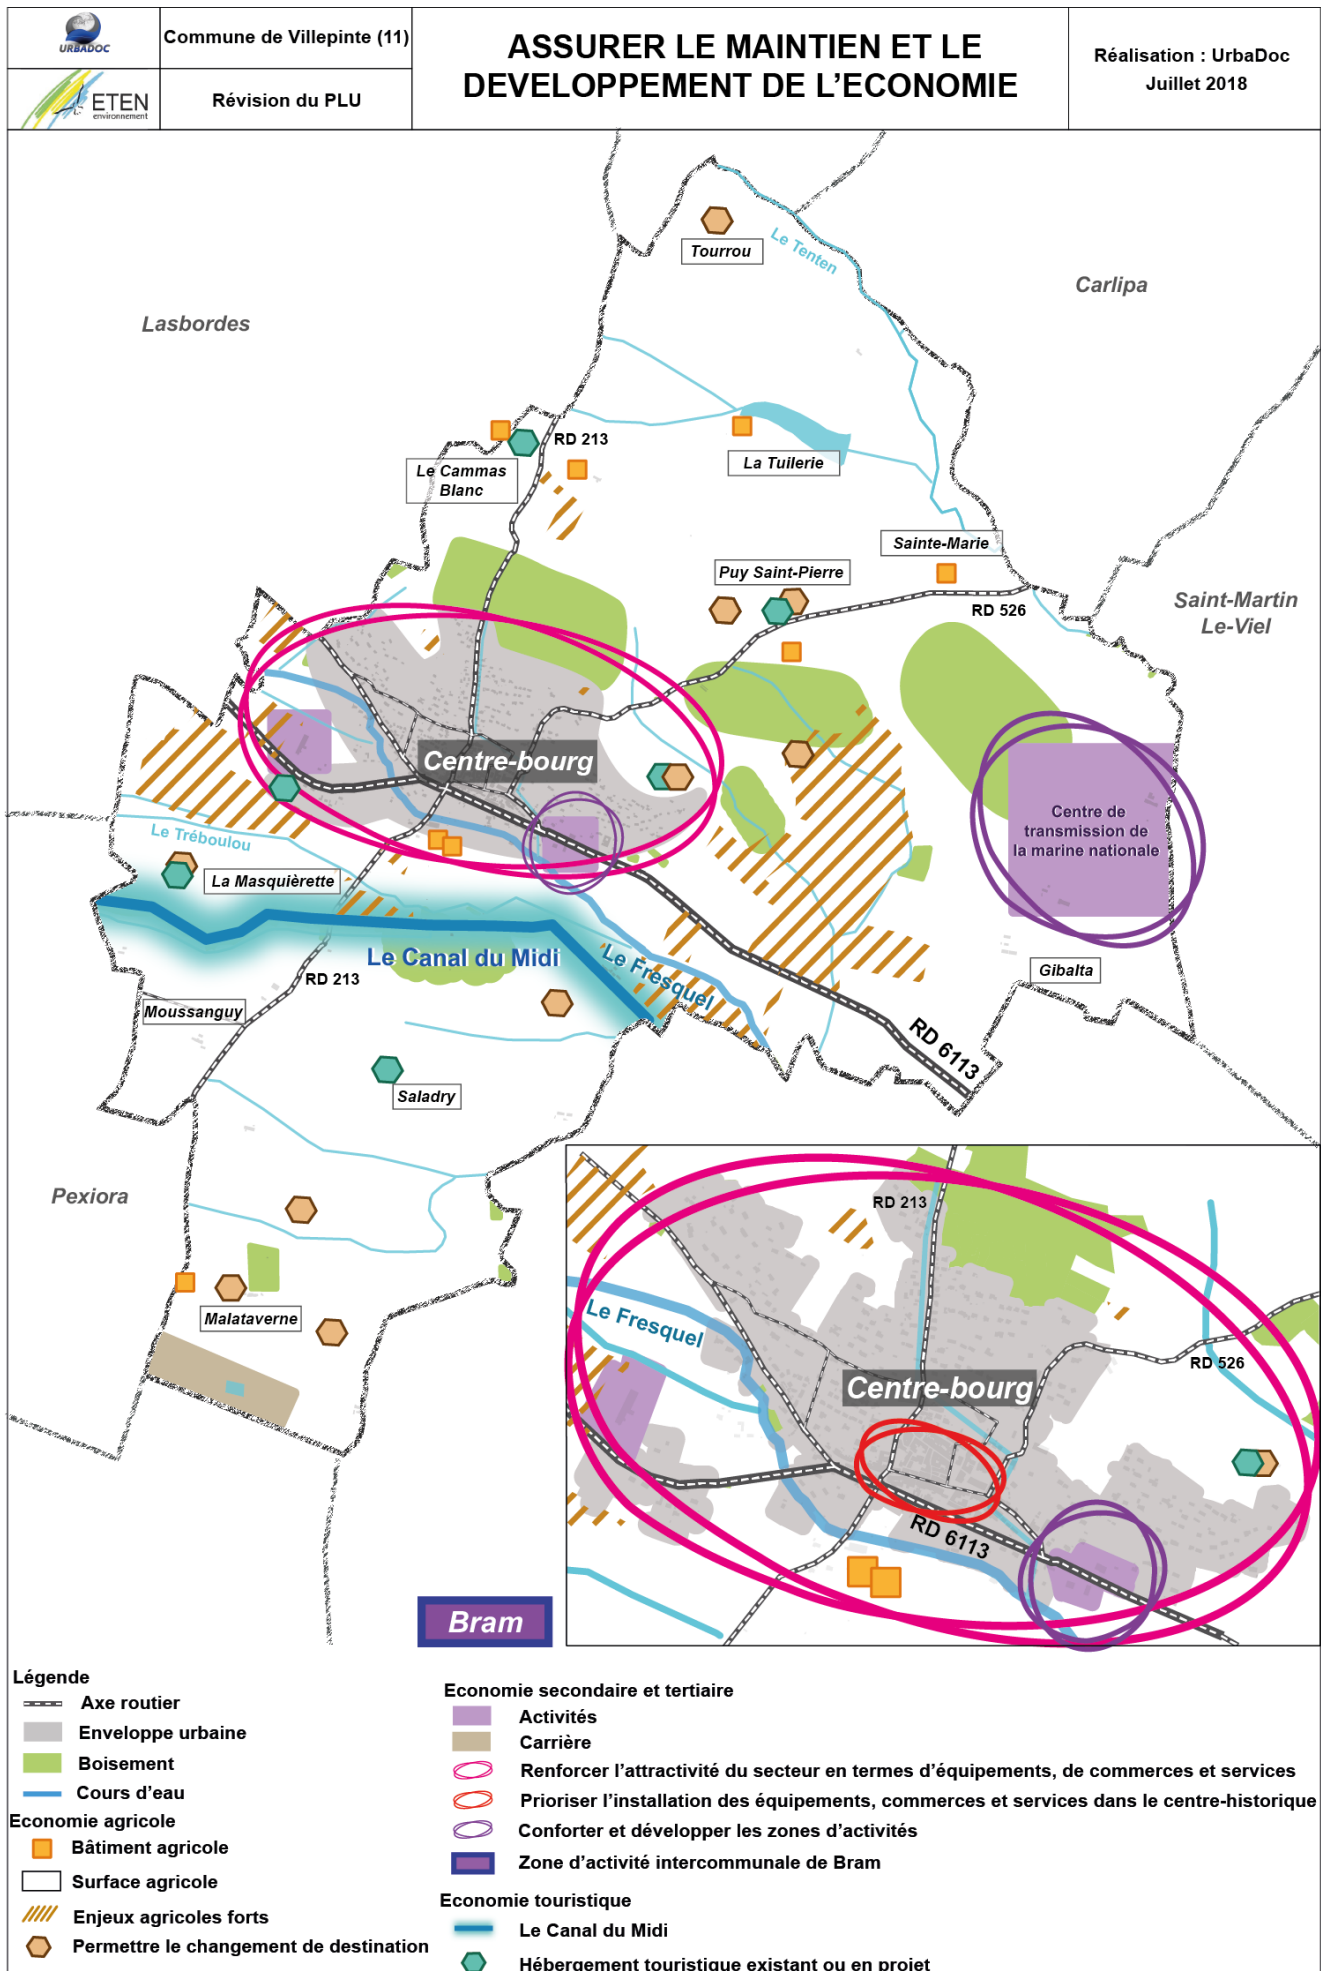 URBADOC
Commune de Villepinte (11)
ETEN
environnement
Révision du PLU
ASSURER LE MAINTIEN ET LE
DEVELOPPEMENT DE L'ECONOMIE
Réalisation : UrbaDoc
Juillet 2018
Tourrou
Le Tenten
Carlipa
Lasbordes
RD 213
Le Cammas
Blanc
La Tuilerie
Sainte-Marie
Puy Saint-Pierre
RD 526
Saint-Martin
Le-Viel
Centre-bourg
Centre de
transmission de
la marine nationale
Le Tréboulou
La Masquièrette
Le Canal du Midi
Le Fresquel
RD 213
Gibalta
Moussanguy
RD 6113
Saladry
Pexiora
Malataverne
RD 213
Le Fresquel
RD 526
Centre-bourg
RD 6113
Bram
Légende
Axe routier
Enveloppe urbaine
Boisement
Cours d'eau
Economie agricole
Bâtiment agricole
Surface agricole
Enjeux agricoles forts
Permettre le changement de destination
Economie secondaire et tertiaire
Activités
Carrière
Renforcer l'attractivité du secteur en termes d'équipements, de commerces et services
Prioriser l'installation des équipements, commerces et services dans le centre-historique
Conforter et développer les zones d'activités
Zone d'activité intercommunale de Bram
Economie touristique
Le Canal du Midi
Hébergement touristique existant ou en projet